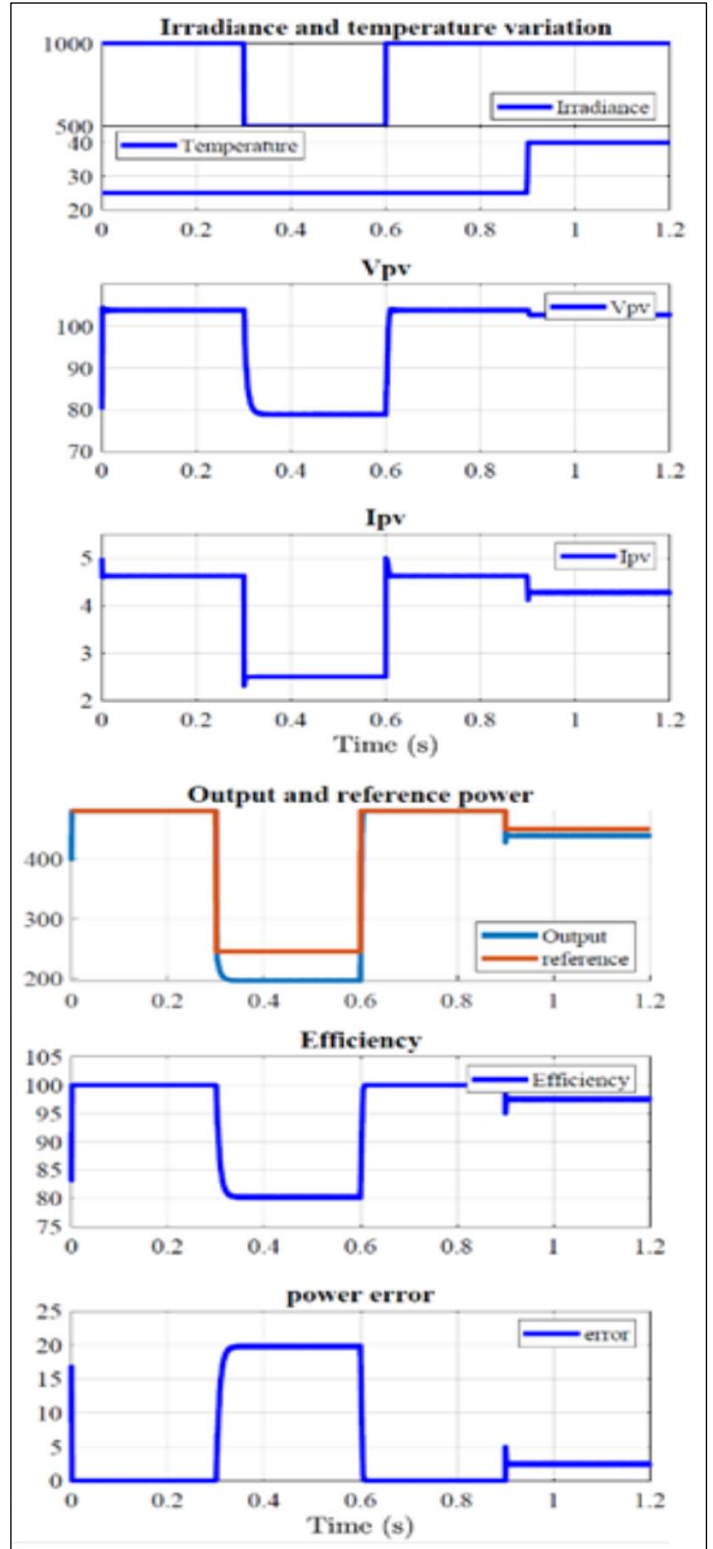 Irradiance and temperature variation
1000
Irradiance
500
40
Temperature
30
20
0 0.2 0.4 0.6 0.8 1 1.2
Vpv
Vpv
100
90
80
70
0 0.2 0.4 0.6 0.8 1 1.2
Ipv
5
Ipv
4
3
2
0 0.2 0.4 0.6 0.8 1 1.2
Time (s)
Output and reference power
400
300
Output
reference
200
0 0.2 0.4 0.6 0.8 1 1.2
Efficiency
105
100
Efficiency
95
90
85
80
75
0 0.2 0.4 0.6 0.8 1 1.2
power error
25
error
20
15
10
5
0
0 0.2 0.4 0.6 0.8 1 1.2
Time (s)